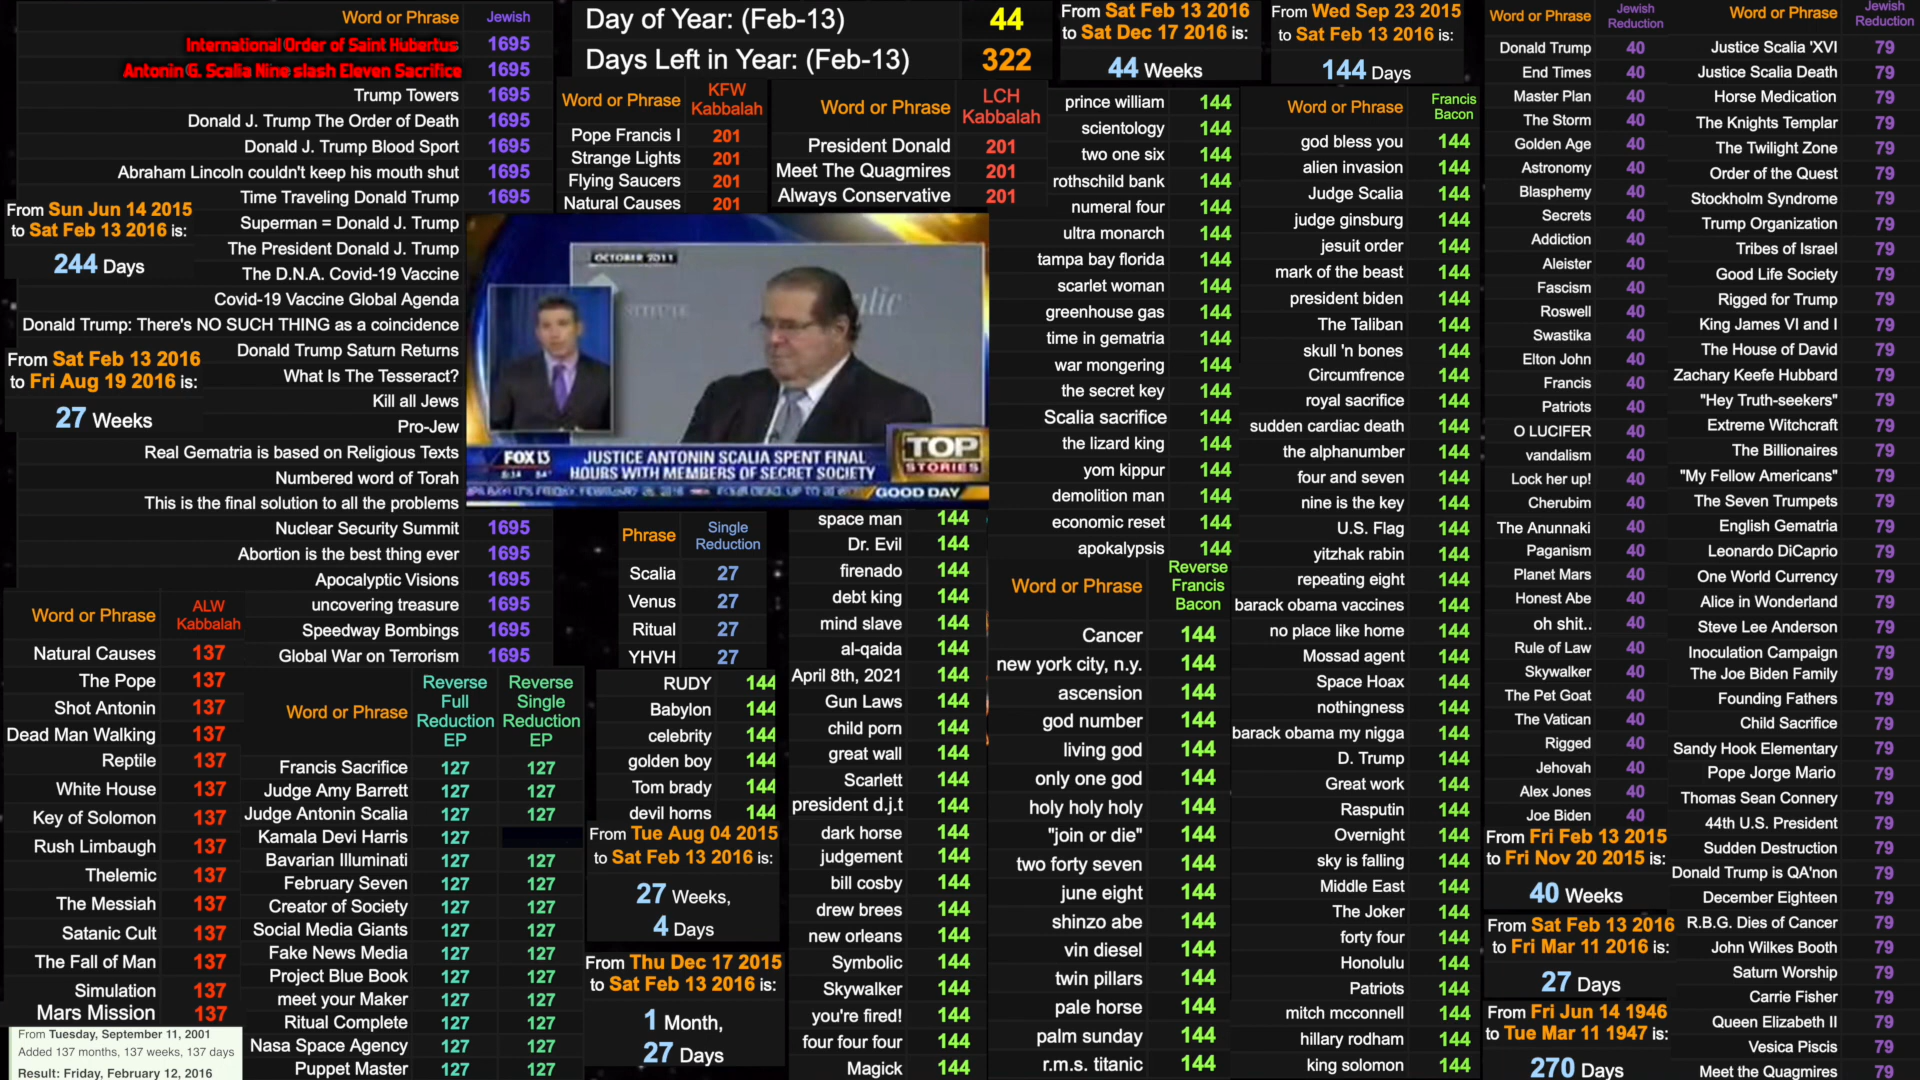 Word or Phrase Jewish
International Order of Saint Hubertus 1695
Antonin G. Scalia Nine slash Eleven Sacrifice 1695
Trump Towers 1695
Donald J. Trump The Order of Death 1695
Donald J. Trump Blood Sport 1695
Abraham Lincoln couldn't keep his mouth shut 1695
Time Traveling Donald Trump 1695
Superman = Donald J. Trump
The President Donald J. Trump
The D.N.A. Covid-19 Vaccine
Covid-19 Vaccine Global Agenda
Donald Trump: There's NO SUCH THING as a coincidence
Donald Trump Saturn Returns
What Is The Tesseract?
Kill all Jews
Pro-Jew
Real Gematria is based on Religious Texts
Numbered word of Torah
This is the final solution to all the problems
Nuclear Security Summit 1695
Abortion is the best thing ever 1695
Apocalyptic Visions 1695
uncovering treasure 1695
Speedway Bombings 1695
Global War on Terrorism 1695
From Sun Jun 14 2015
to Sat Feb 13 2016 is:
244 Days
From Sat Feb 13 2016
to Fri Aug 19 2016 is:
27 Weeks
Word or Phrase ALW Kabbalah
Natural Causes 137
The Pope 137
Shot Antonin 137
Dead Man Walking 137
Reptile 137
White House 137
Key of Solomon 137
Rush Limbaugh 137
Thelemic 137
The Messiah 137
Satanic Cult 137
The Fall of Man 137
Simulation 137
Mars Mission 137
From Tuesday, September 11, 2001
Added 137 months, 137 weeks, 137 days
Result: Friday, February 12, 2016
Word or Phrase Reverse Full Reduction EP Reverse Single Reduction EP
Francis Sacrifice 127 127
Judge Amy Barrett 127 127
Judge Antonin Scalia 127 127
Kamala Devi Harris 127
Bavarian Illuminati 127 127
February Seven 127 127
Creator of Society 127 127
Social Media Giants 127 127
Fake News Media 127 127
Project Blue Book 127 127
meet your Maker 127 127
Ritual Complete 127 127
Nasa Space Agency 127 127
Puppet Master 127 127
Day of Year: (Feb-13) 44
Days Left in Year: (Feb-13) 322
Word or Phrase KFW Kabbalah
Pope Francis I 201
Strange Lights 201
Flying Saucers 201
Natural Causes 201
Word or Phrase LCH Kabbalah
President Donald 201
Meet The Quagmires 201
Always Conservative 201
OCTOBER 2011
FOX 13
JUSTICE ANTONIN SCALIA SPENT FINAL
HOURS WITH MEMBERS OF SECRET SOCIETY
TOP
STORIES
GOOD DAY
Phrase Single Reduction
Scalia 27
Venus 27
Ritual 27
YHVH 27
RUDY 144
Babylon 144
celebrity 144
golden boy 144
Tom brady 144
devil horns 144
From Tue Aug 04 2015
to Sat Feb 13 2016 is:
27 Weeks,
4 Days
From Thu Dec 17 2015
to Sat Feb 13 2016 is:
1 Month,
27 Days
space man 144
Dr. Evil 144
firenado 144
debt king 144
mind slave 144
al-qaida 144
April 8th, 2021 144
Gun Laws 144
child porn 144
great wall 144
Scarlett 144
president d.j.t 144
dark horse 144
judgement 144
bill cosby 144
drew brees 144
new orleans 144
Symbolic 144
Skywalker 144
you're fired! 144
four four four 144
Magick 144
From Sat Feb 13 2016
to Sat Dec 17 2016 is:
44 Weeks
prince william 144
scientology 144
two one six 144
rothschild bank 144
numeral four 144
ultra monarch 144
tampa bay florida 144
scarlet woman 144
greenhouse gas 144
time in gematria 144
war mongering 144
the secret key 144
Scalia sacrifice 144
the lizard king 144
yom kippur 144
demolition man 144
economic reset 144
apokalypsis 144
Word or Phrase Reverse Francis Bacon
Cancer 144
new york city, n.y. 144
ascension 144
god number 144
living god 144
only one god 144
holy holy holy 144
"join or die" 144
two forty seven 144
june eight 144
shinzo abe 144
vin diesel 144
twin pillars 144
pale horse 144
palm sunday 144
r.m.s. titanic 144
From Wed Sep 23 2015
to Sat Feb 13 2016 is:
144 Days
Word or Phrase Francis Bacon
god bless you 144
alien invasion 144
Judge Scalia 144
judge ginsburg 144
jesuit order 144
mark of the beast 144
president biden 144
The Taliban 144
skull 'n bones 144
Circumfrence 144
royal sacrifice 144
sudden cardiac death 144
the alphanumber 144
four and seven 144
nine is the key 144
U.S. Flag 144
yitzhak rabin 144
repeating eight 144
barack obama vaccines 144
no place like home 144
Mossad agent 144
Space Hoax 144
nothingness 144
barack obama my nigga 144
D. Trump 144
Great work 144
Rasputin 144
Overnight 144
sky is falling 144
Middle East 144
The Joker 144
forty four 144
Honolulu 144
Patriots 144
mitch mcconnell 144
hillary rodham 144
king solomon 144
Word or Phrase Jewish Reduction
Donald Trump 40
End Times 40
Master Plan 40
The Storm 40
Golden Age 40
Astronomy 40
Blasphemy 40
Secrets 40
Addiction 40
Aleister 40
Fascism 40
Roswell 40
Swastika 40
Elton John 40
Francis 40
Patriots 40
O LUCIFER 40
vandalism 40
Lock her up! 40
Cherubim 40
The Anunnaki 40
Paganism 40
Planet Mars 40
Honest Abe 40
oh shit.. 40
Rule of Law 40
Skywalker 40
The Pet Goat 40
The Vatican 40
Rigged 40
Jehovah 40
Alex Jones 40
Joe Biden 40
From Fri Feb 13 2015
to Fri Nov 20 2015 is:
40 Weeks
From Sat Feb 13 2016
to Fri Mar 11 2016 is:
27 Days
From Fri Jun 14 1946
to Tue Mar 11 1947 is:
270 Days
Word or Phrase Jewish Reduction
Justice Scalia 'XVI 79
Justice Scalia Death 79
Horse Medication 79
The Knights Templar 79
The Twilight Zone 79
Order of the Quest 79
Stockholm Syndrome 79
Trump Organization 79
Tribes of Israel 79
Good Life Society 79
Rigged for Trump 79
King James VI and I 79
The House of David 79
Zachary Keefe Hubbard 79
"Hey Truth-seekers" 79
Extreme Witchcraft 79
The Billionaires 79
"My Fellow Americans" 79
The Seven Trumpets 79
English Gematria 79
Leonardo DiCaprio 79
One World Currency 79
Alice in Wonderland 79
Steve Lee Anderson 79
Inoculation Campaign 79
The Joe Biden Family 79
Founding Fathers 79
Child Sacrifice 79
Sandy Hook Elementary 79
Pope Jorge Mario 79
Thomas Sean Connery 79
44th U.S. President 79
Sudden Destruction 79
Donald Trump is QA'non 79
December Eighteen 79
R.B.G. Dies of Cancer 79
John Wilkes Booth 79
Saturn Worship 79
Carrie Fisher 79
Queen Elizabeth II 79
Vesica Piscis 79
Meet the Quagmires 79